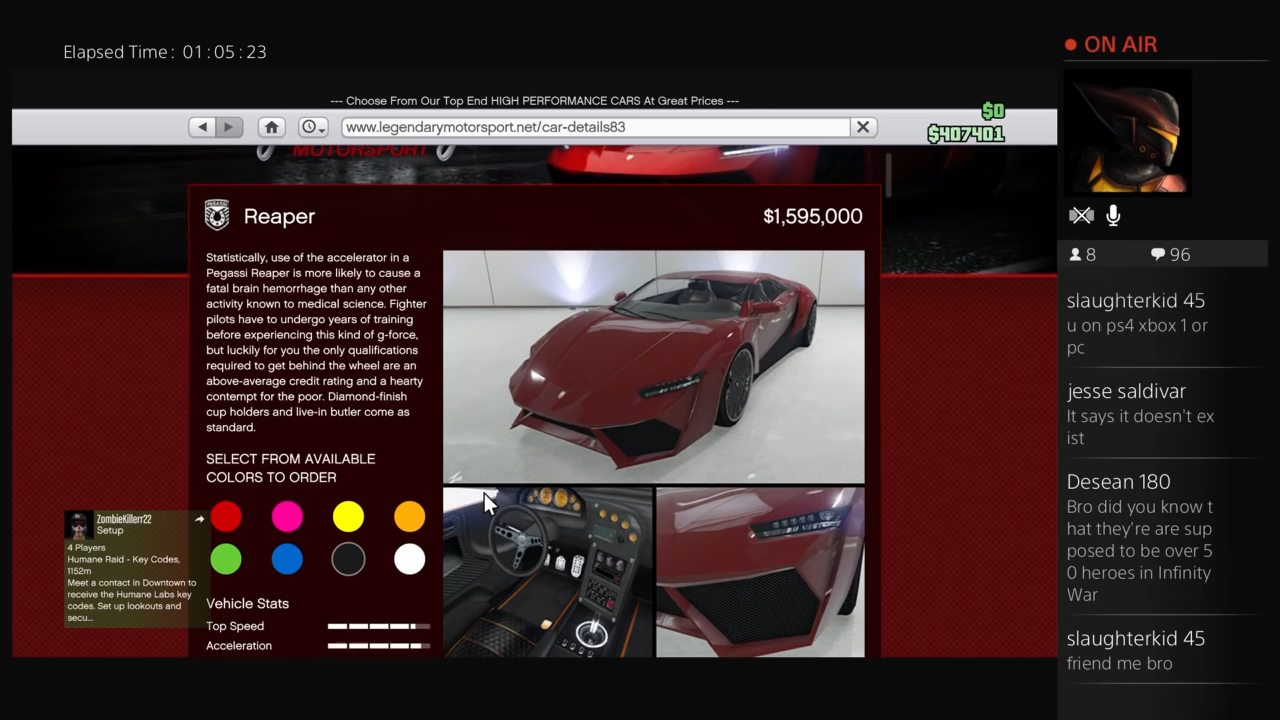 Elapsed Time: 01:05:23
ON AIR
--- Choose From Our Top End HIGH PERFORMANCE CARS At Great Prices ---
www.legendarymotorsport.net/car-details83
$0
$407401
MOTORSPORT
Reaper
$1,595,000
Statistically, use of the accelerator in a
Pegassi Reaper is more likely to cause a
fatal brain hemorrhage than any other
activity known to medical science. Fighter
pilots have to undergo years of training
before experiencing this kind of g-force,
but luckily for you the only qualifications
required to get behind the wheel are an
above-average credit rating and a hearty
contempt for the poor. Diamond-finish
cup holders and live-in butler come as
standard.
SELECT FROM AVAILABLE
COLORS TO ORDER
Vehicle Stats
Top Speed
Acceleration
ZombieKillerr22
Setup
4 Players
Humane Raid - Key Codes,
1152m
Meet a contact in Downtown to
receive the Humane Labs key
codes. Set up lookouts and
secu...
8
96
slaughterkid 45
u on ps4 xbox 1 or
pc
jesse saldivar
It says it doesn't ex
ist
Desean 180
Bro did you know t
hat they're are sup
posed to be over 5
0 heroes in Infinity
War
slaughterkid 45
friend me bro